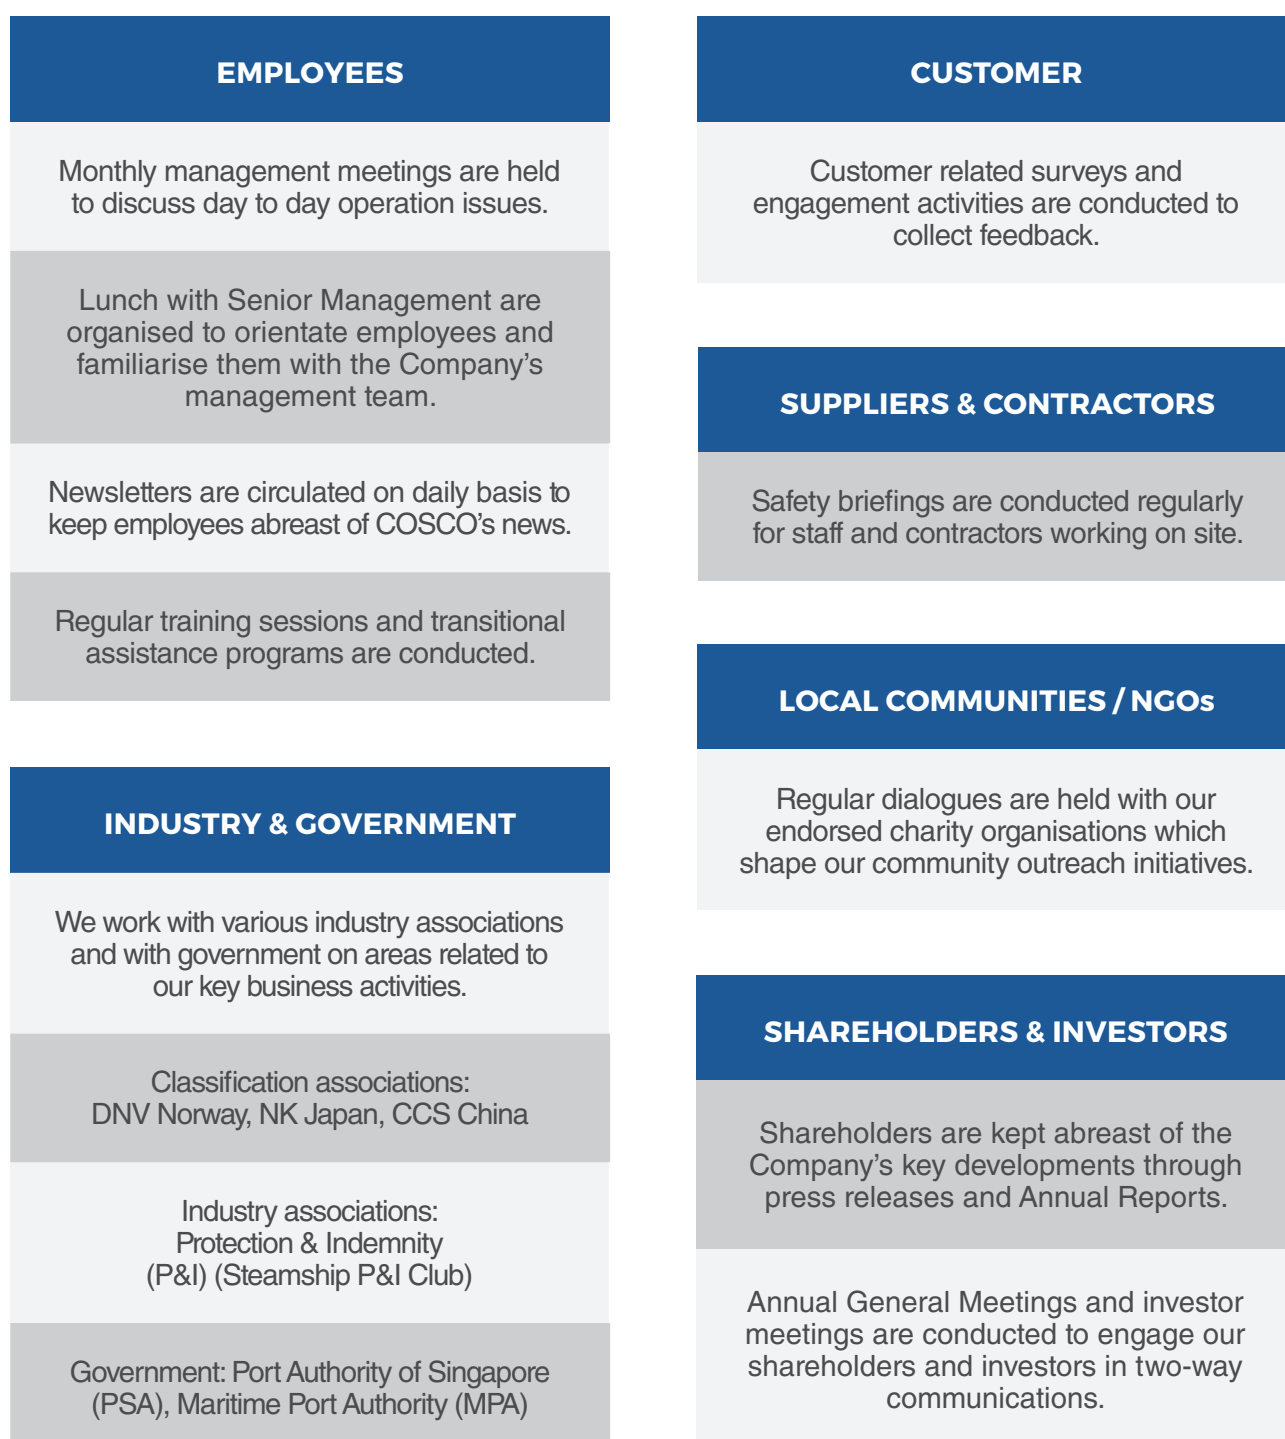 EMPLOYEES
Monthly management meetings are held
to discuss day to day operation issues.
Lunch with Senior Management are
organised to orientate employees and
familiarise them with the Company’s
management team.
Newsletters are circulated on daily basis to
keep employees abreast of COSCO’s news.
Regular training sessions and transitional
assistance programs are conducted.
INDUSTRY & GOVERNMENT
We work with various industry associations
and with government on areas related to
our key business activities.
Classification associations:
DNV Norway, NK Japan, CCS China
Industry associations:
Protection & Indemnity
(P&I) (Steamship P&I Club)
Government: Port Authority of Singapore
(PSA), Maritime Port Authority (MPA)
CUSTOMER
Customer related surveys and
engagement activities are conducted to
collect feedback.
SUPPLIERS & CONTRACTORS
Safety briefings are conducted regularly
for staff and contractors working on site.
LOCAL COMMUNITIES / NGOs
Regular dialogues are held with our
endorsed charity organisations which
shape our community outreach initiatives.
SHAREHOLDERS & INVESTORS
Shareholders are kept abreast of the
Company’s key developments through
press releases and Annual Reports.
Annual General Meetings and investor
meetings are conducted to engage our
shareholders and investors in two-way
communications.